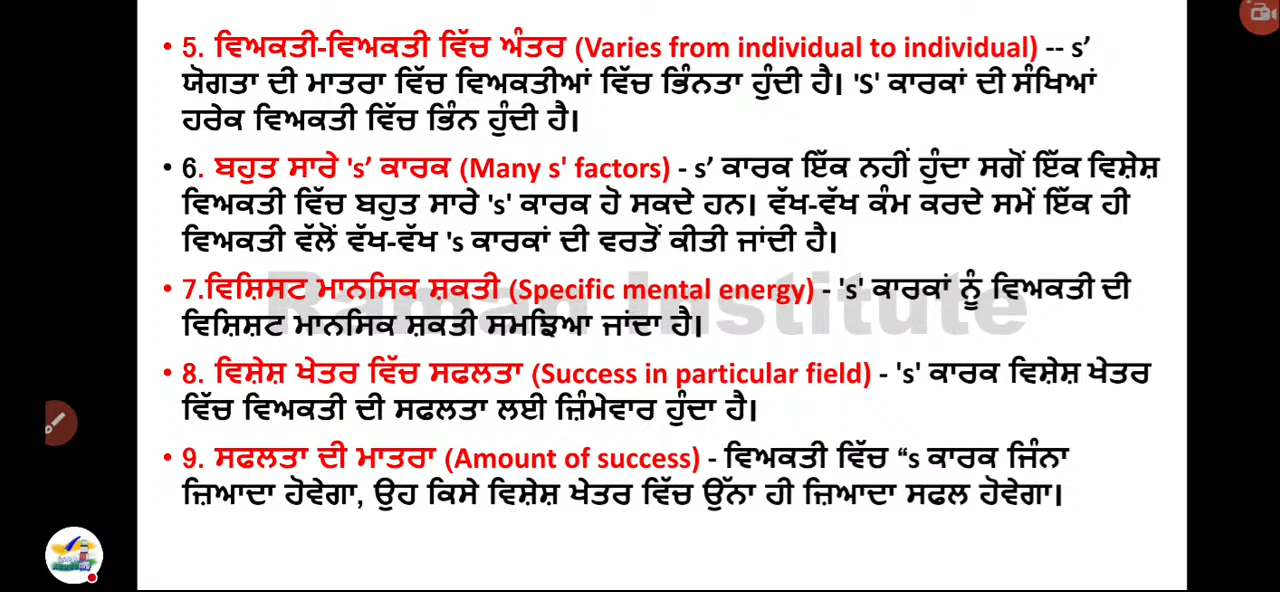 • 5. ਵਿਅਕਤੀ-ਵਿਅਕਤੀ ਵਿੱਚ ਅੰਤਰ (Varies from individual to individual) -- s’
ਯੋਗਤਾ ਦੀ ਮਾਤਰਾ ਵਿੱਚ ਵਿਅਕਤੀਆਂ ਵਿੱਚ ਭਿੰਨਤਾ ਹੁੰਦੀ ਹੈ। 'S' ਕਾਰਕਾਂ ਦੀ ਸੰਖਿਆਂ
ਹਰੇਕ ਵਿਅਕਤੀ ਵਿੱਚ ਭਿੰਨ ਹੁੰਦੀ ਹੈ।
• 6. ਬਹੁਤ ਸਾਰੇ 's’ ਕਾਰਕ (Many s' factors) - s’ ਕਾਰਕ ਇੱਕ ਨਹੀਂ ਹੁੰਦਾ ਸਗੋਂ ਇੱਕ ਵਿਸ਼ੇਸ਼
ਵਿਅਕਤੀ ਵਿੱਚ ਬਹੁਤ ਸਾਰੇ 's' ਕਾਰਕ ਹੋ ਸਕਦੇ ਹਨ। ਵੱਖ-ਵੱਖ ਕੰਮ ਕਰਦੇ ਸਮੇਂ ਇੱਕ ਹੀ
ਵਿਅਕਤੀ ਵੱਲੋਂ ਵੱਖ-ਵੱਖ 's ਕਾਰਕਾਂ ਦੀ ਵਰਤੋਂ ਕੀਤੀ ਜਾਂਦੀ ਹੈ।
• 7.ਵਿਸ਼ਿਸਟ ਮਾਨਸਿਕ ਸ਼ਕਤੀ (Specific mental energy) - 's' ਕਾਰਕਾਂ ਨੂੰ ਵਿਅਕਤੀ ਦੀ
ਵਿਸ਼ਿਸ਼ਟ ਮਾਨਸਿਕ ਸ਼ਕਤੀ ਸਮਝਿਆ ਜਾਂਦਾ ਹੈ।
Raman Institute
• 8. ਵਿਸ਼ੇਸ਼ ਖੇਤਰ ਵਿੱਚ ਸਫਲਤਾ (Success in particular field) - 's' ਕਾਰਕ ਵਿਸ਼ੇਸ਼ ਖੇਤਰ
ਵਿੱਚ ਵਿਅਕਤੀ ਦੀ ਸਫਲਤਾ ਲਈ ਜ਼ਿੰਮੇਵਾਰ ਹੁੰਦਾ ਹੈ।
• 9. ਸਫਲਤਾ ਦੀ ਮਾਤਰਾ (Amount of success) - ਵਿਅਕਤੀ ਵਿੱਚ “s ਕਾਰਕ ਜਿੰਨਾ
ਜ਼ਿਆਦਾ ਹੋਵੇਗਾ, ਉਹ ਕਿਸੇ ਵਿਸ਼ੇਸ਼ ਖੇਤਰ ਵਿੱਚ ਉੱਨਾ ਹੀ ਜ਼ਿਆਦਾ ਸਫਲ ਹੋਵੇਗਾ।